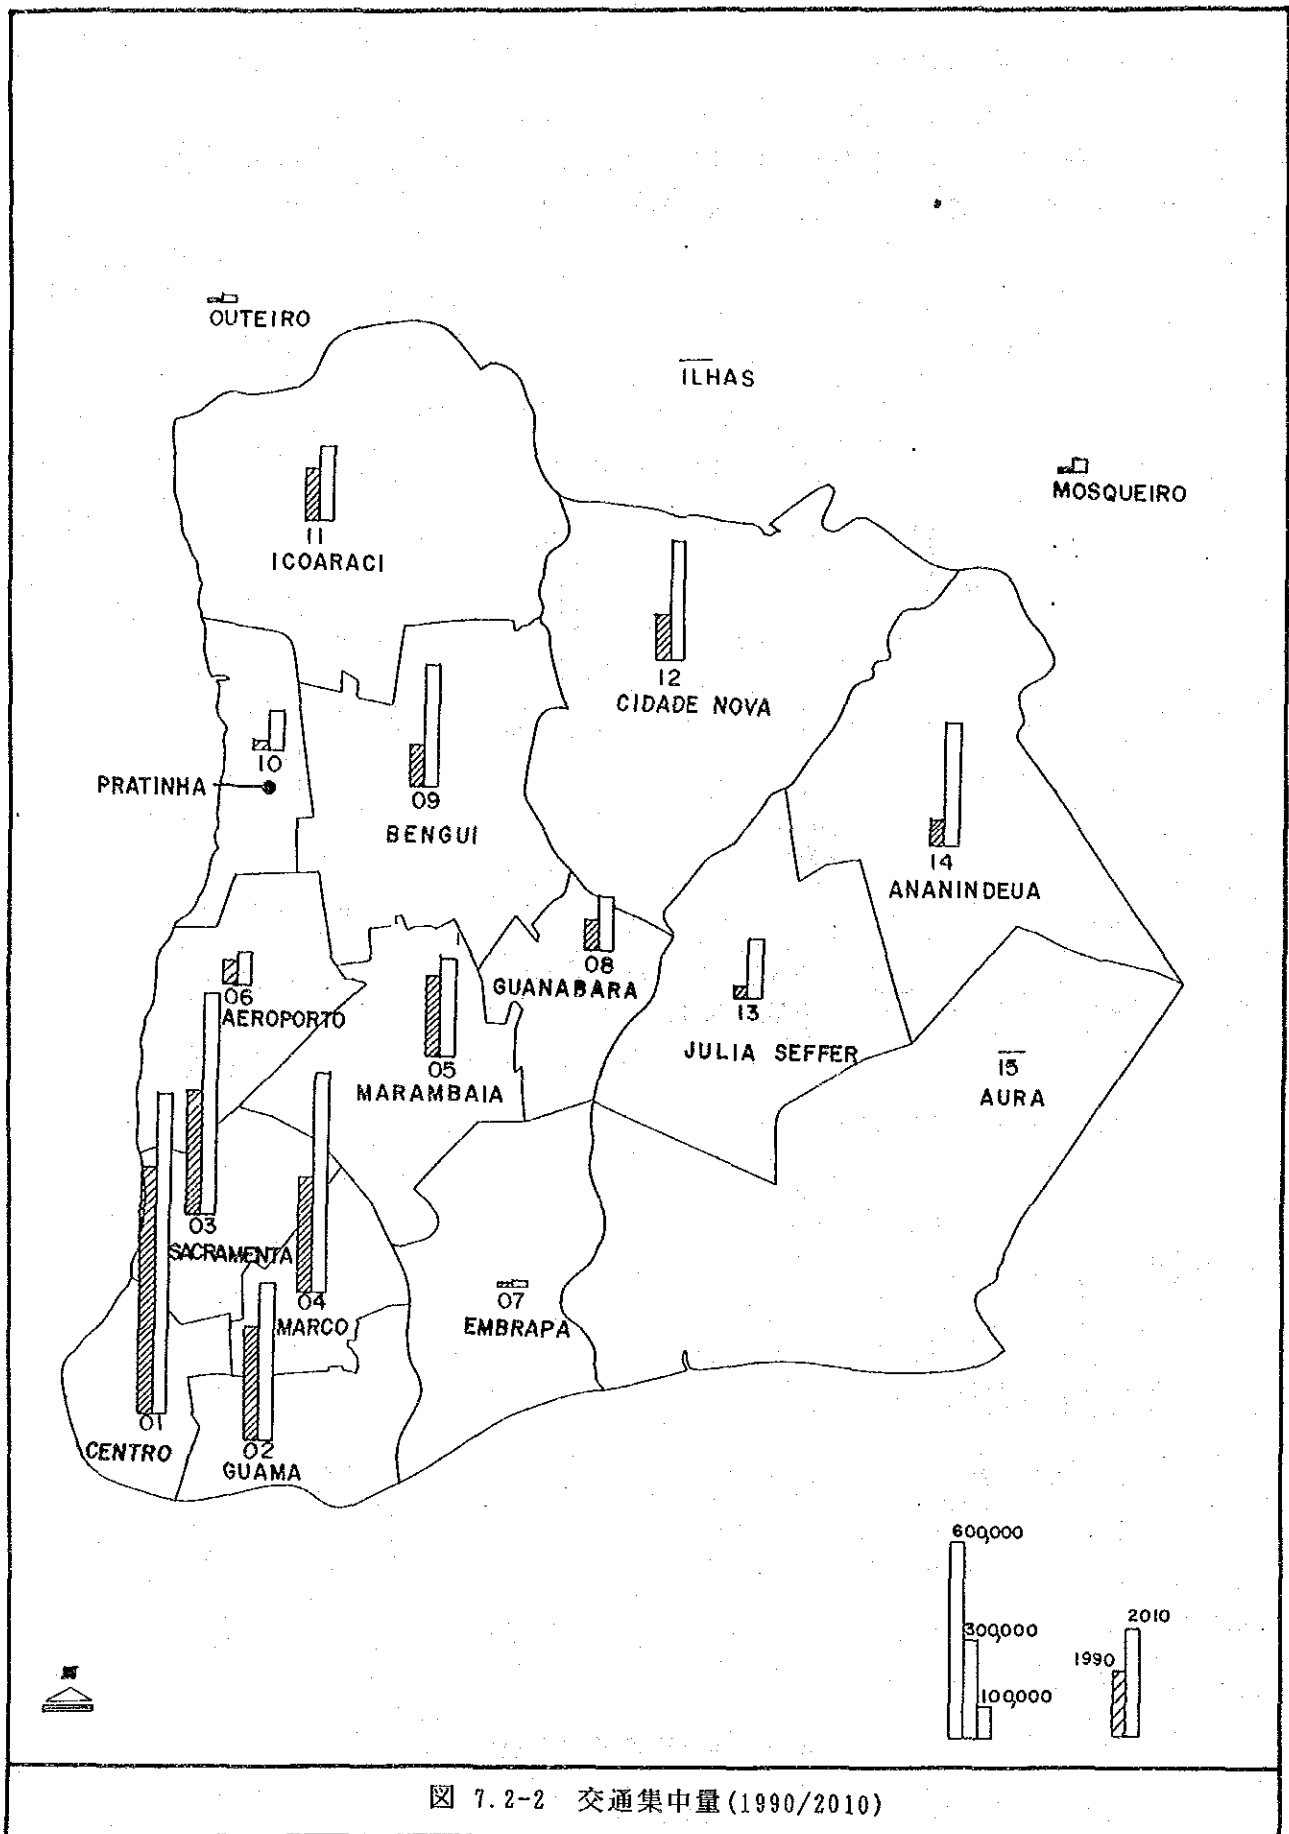 OUTEIRO
ILHAS
MOSQUEIRO
11
ICOARACI
12
CIDADE NOVA
10
PRATINHA
09
BENGUI
14
ANANINDEUA
08
GUANABARA
06
AEROPORTO
13
JULIA SEFFER
05
MARAMBAIA
15
AURA
03
SACRAMENTA
04
MARCO
07
EMBRAPA
01
CENTRO
02
GUAMA
600,000
300,000
100,000
2010
1990
N
図 7.2-2 交通集中量(1990/2010)